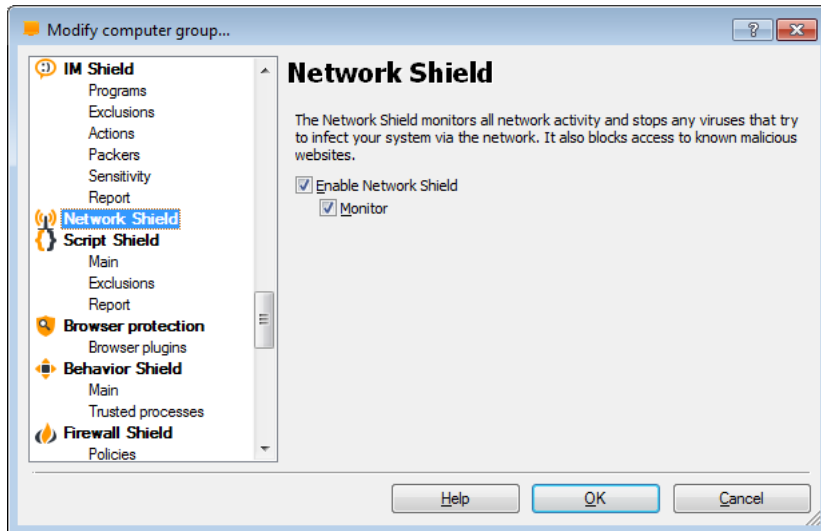 Modify computer group...
IM Shield
Programs
Exclusions
Actions
Packers
Sensitivity
Report
Network Shield
Script Shield
Main
Exclusions
Report
Browser protection
Browser plugins
Behavior Shield
Main
Trusted processes
Firewall Shield
Policies
Network Shield
The Network Shield monitors all network activity and stops any viruses that try
to infect your system via the network. It also blocks access to known malicious
websites.
Enable Network Shield
Monitor
Help
OK
Cancel